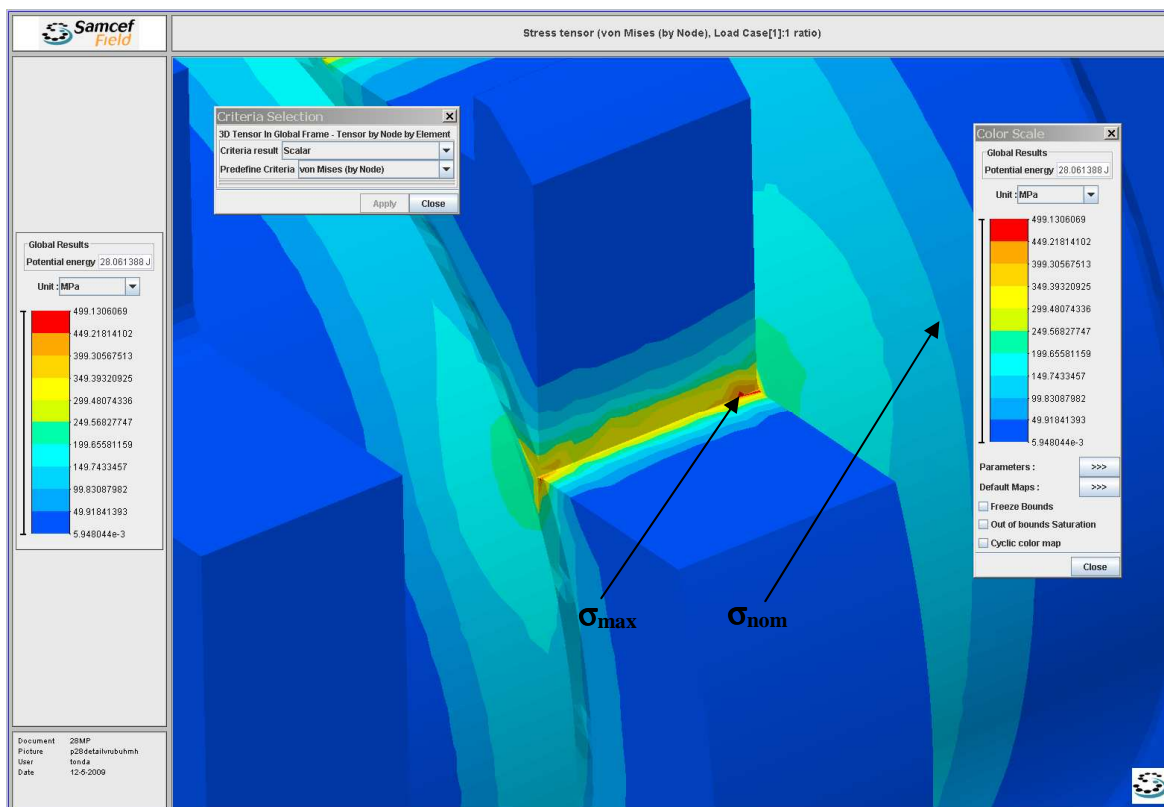 Samcef
Field
Stress tensor (von Mises (by Node), Load Case[1]:1 ratio)
Criteria Selection
3D Tensor In Global Frame - Tensor by Node by Element
Criteria result Scalar
Predefine Criteria von Mises (by Node)
Apply Close
Global Results
Potential energy 28.061388 J
Unit : MPa
499.1306069
449.21814102
399.30567513
349.39320925
299.48074336
249.56827747
199.65581159
149.7433457
99.83087982
49.91841393
5.948044e-3
Color Scale
Global Results
Potential energy 28.061388 J
Unit : MPa
499.1306069
449.21814102
399.30567513
349.39320925
299.48074336
249.56827747
199.65581159
149.7433457
99.83087982
49.91841393
5.948044e-3
Parameters : >>>
Default Maps : >>>
Freeze Bounds
Out of bounds Saturation
Cyclic color map
Close
σmax
σnom
Document 28MP
Picture p28detailvrubuhmh
User tonda
Date 12-5-2009